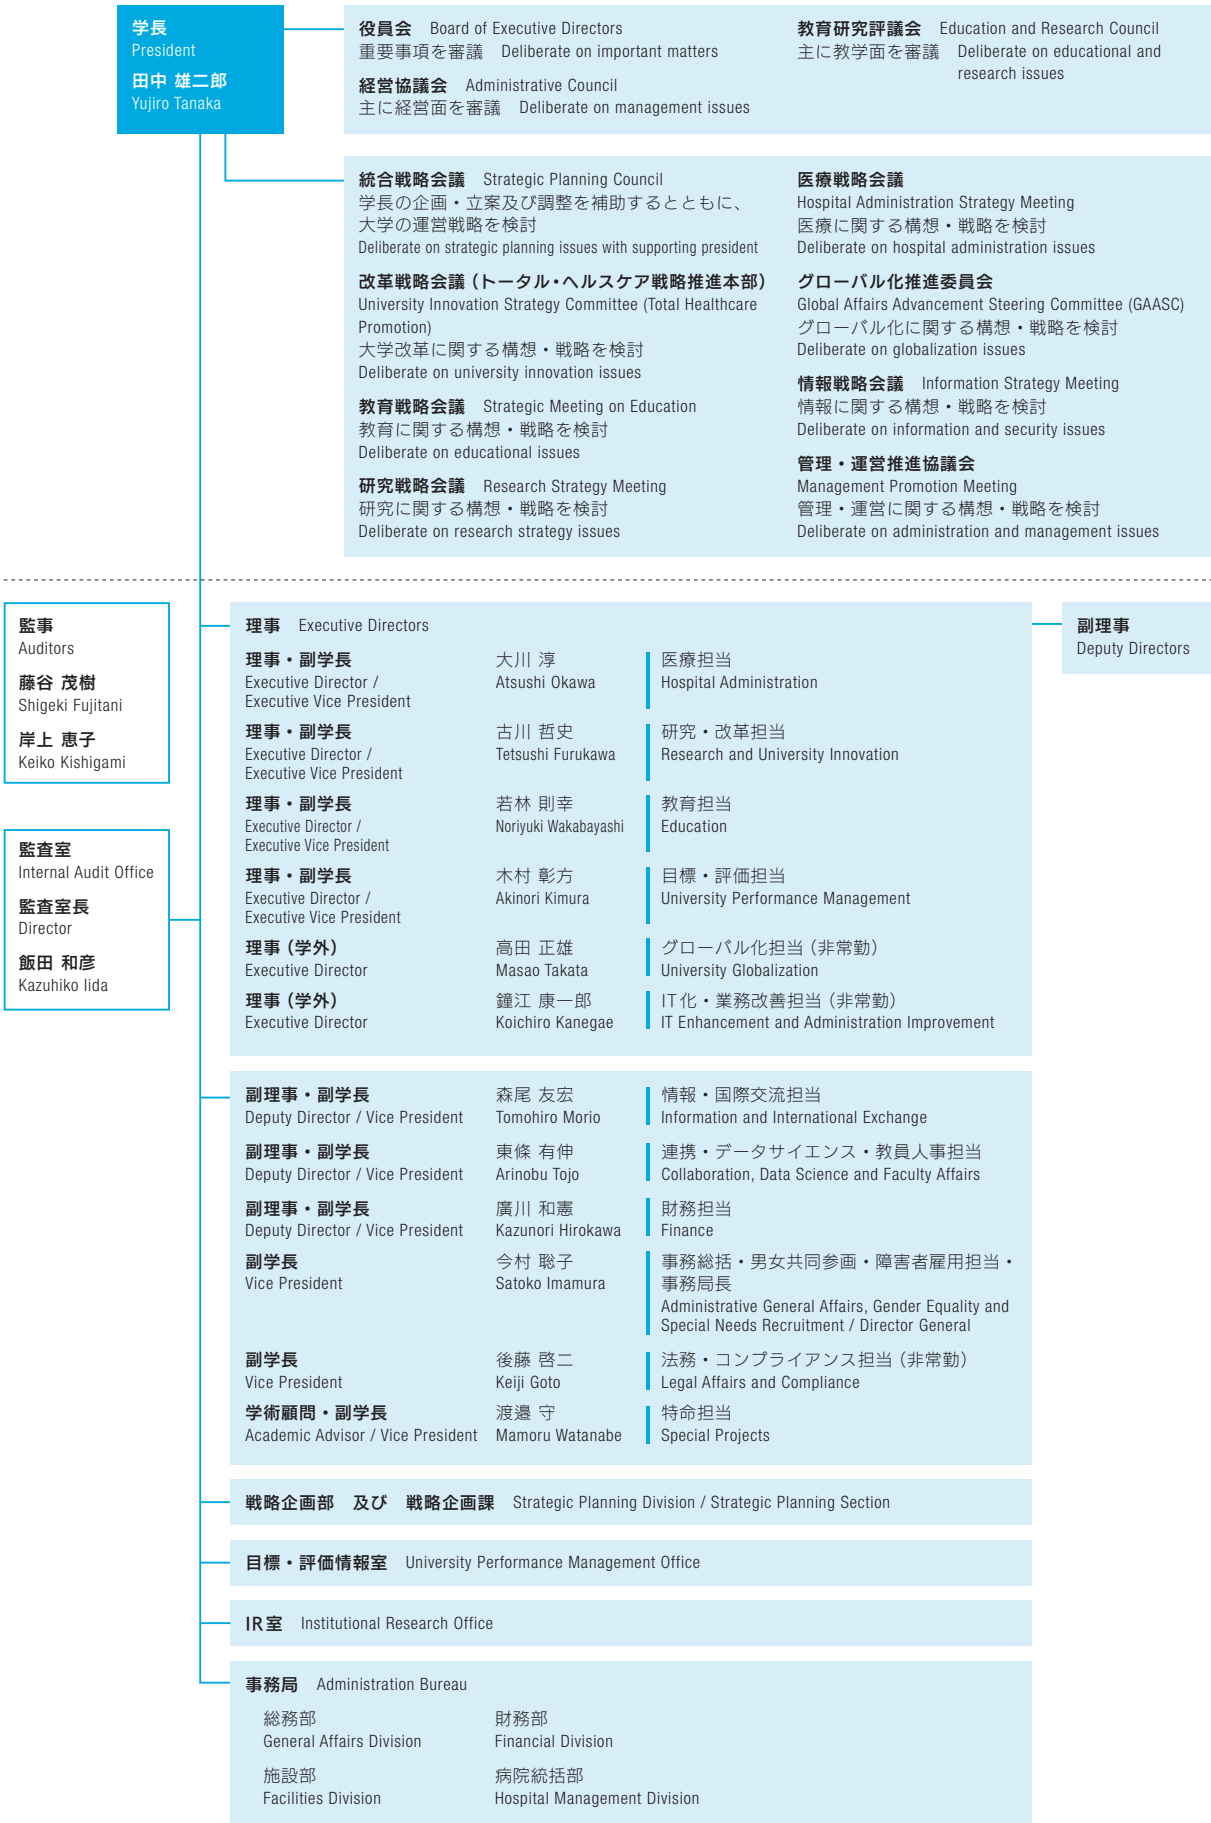 学長
President
田中 雄二郎
Yujiro Tanaka
役員会 Board of Executive Directors
重要事項を審議 Deliberate on important matters
経営協議会 Administrative Council
主に経営面を審議 Deliberate on management issues
教育研究評議会 Education and Research Council
主に教学面を審議 Deliberate on educational and
research issues
統合戦略会議 Strategic Planning Council
学長の企画・立案及び調整を補助するとともに、
大学の運営戦略を検討
Deliberate on strategic planning issues with supporting president
改革戦略会議（トータル・ヘルスケア戦略推進本部）
University Innovation Strategy Committee (Total Healthcare
Promotion)
大学改革に関する構想・戦略を検討
Deliberate on university innovation issues
教育戦略会議 Strategic Meeting on Education
教育に関する構想・戦略を検討
Deliberate on educational issues
研究戦略会議 Research Strategy Meeting
研究に関する構想・戦略を検討
Deliberate on research strategy issues
医療戦略会議
Hospital Administration Strategy Meeting
医療に関する構想・戦略を検討
Deliberate on hospital administration issues
グローバル化推進委員会
Global Affairs Advancement Steering Committee (GAASC)
グローバル化に関する構想・戦略を検討
Deliberate on globalization issues
情報戦略会議 Information Strategy Meeting
情報に関する構想・戦略を検討
Deliberate on information and security issues
管理・運営推進協議会
Management Promotion Meeting
管理・運営に関する構想・戦略を検討
Deliberate on administration and management issues
監事
Auditors
藤谷 茂樹
Shigeki Fujitani
岸上 恵子
Keiko Kishigami
監査室
Internal Audit Office
監査室長
Director
飯田 和彦
Kazuhiko Iida
理事 Executive Directors
理事・副学長 大川 淳 医療担当
Executive Director / Atsushi Okawa Hospital Administration
Executive Vice President
理事・副学長 古川 哲史 研究・改革担当
Executive Director / Tetsushi Furukawa Research and University Innovation
Executive Vice President
理事・副学長 若林 則幸 教育担当
Executive Director / Noriyuki Wakabayashi Education
Executive Vice President
理事・副学長 木村 彰方 目標・評価担当
Executive Director / Akinori Kimura University Performance Management
Executive Vice President
理事（学外） 高田 正雄 グローバル化担当（非常勤）
Executive Director Masao Takata University Globalization
理事（学外） 鐘江 康一郎 IT化・業務改善担当（非常勤）
Executive Director Koichiro Kanegae IT Enhancement and Administration Improvement
副理事
Deputy Directors
副理事・副学長 森尾 友宏 情報・国際交流担当
Deputy Director / Vice President Tomohiro Morio Information and International Exchange
副理事・副学長 東條 有伸 連携・データサイエンス・教員人事担当
Deputy Director / Vice President Arinobu Tojo Collaboration, Data Science and Faculty Affairs
副理事・副学長 廣川 和憲 財務担当
Deputy Director / Vice President Kazunori Hirokawa Finance
副学長 今村 聡子 事務総括・男女共同参画・障害者雇用担当・
事務局長
Vice President Satoko Imamura Administrative General Affairs, Gender Equality and
Special Needs Recruitment / Director General
副学長 後藤 啓二 法務・コンプライアンス担当（非常勤）
Vice President Keiji Goto Legal Affairs and Compliance
学術顧問・副学長 渡邉 守 特命担当
Academic Advisor / Vice President Mamoru Watanabe Special Projects
戦略企画部 及び 戦略企画課 Strategic Planning Division / Strategic Planning Section
目標・評価情報室 University Performance Management Office
IR室 Institutional Research Office
事務局 Administration Bureau
総務部 財務部
General Affairs Division Financial Division
施設部 病院統括部
Facilities Division Hospital Management Division